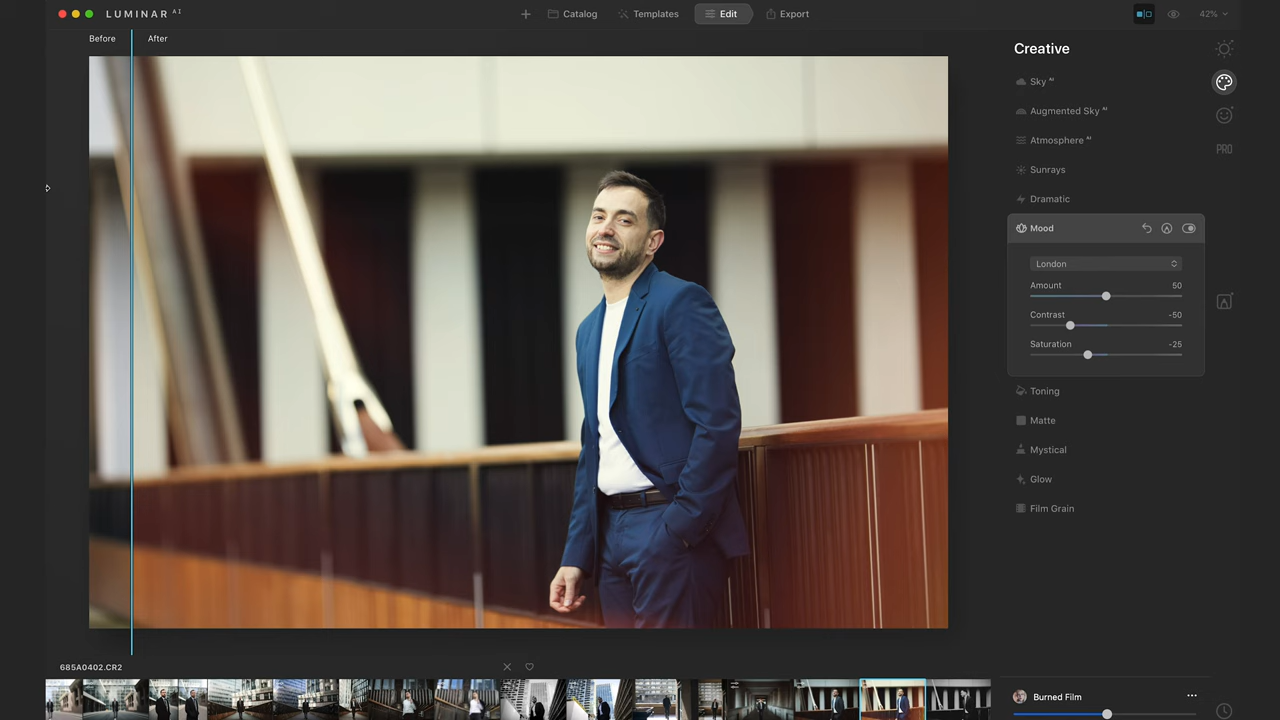 LUMINAR AI
Catalog
Templates
Edit
Export
42%
Before
After
Creative
Sky AI
Augmented Sky AI
Atmosphere AI
Sunrays
Dramatic
PRO
Mood
London
Amount 50
Contrast -50
Saturation -25
Toning
Matte
Mystical
Glow
Film Grain
685A0402.CR2
Burned Film